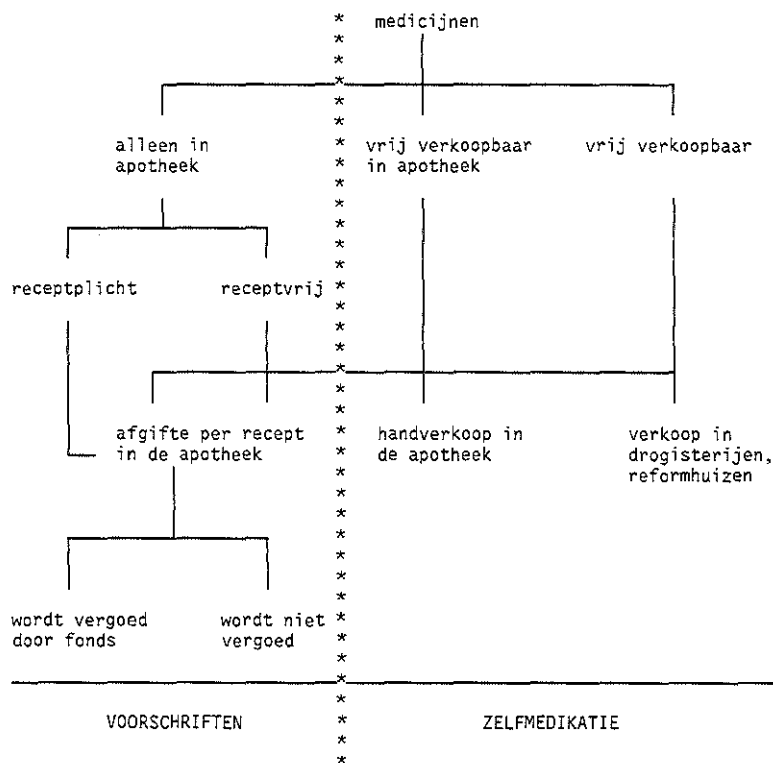 medicijnen
alleen in
apotheek
vrij verkoopbaar
in apotheek
vrij verkoopbaar
receptplicht
receptvrij
afgifte per recept
in de apotheek
handverkoop in
de apotheek
verkoop in
drogisterijen,
reformhuizen
wordt vergoed
door fonds
wordt niet
vergoed
VOORSCHRIFTEN
ZELFMEDIKATIE